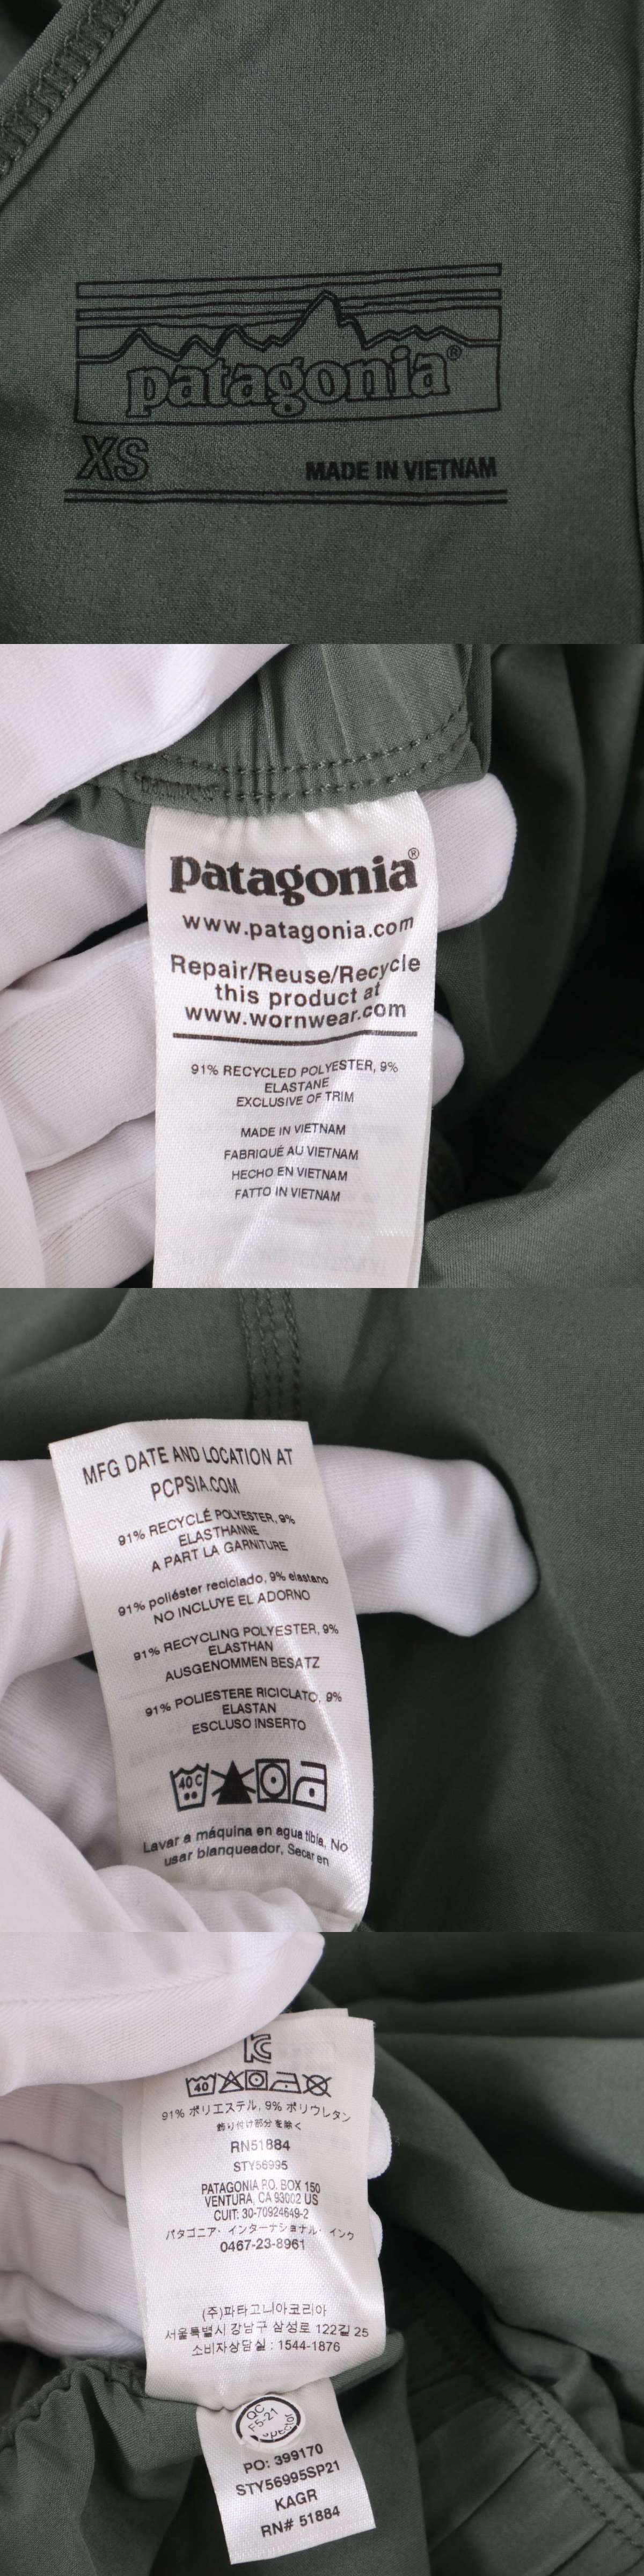 patagonia®
XS
MADE IN VIETNAM
patagonia®
www.patagonia.com
Repair/Reuse/Recycle
this product at
www.wornwear.com
91% RECYCLED POLYESTER, 9%
ELASTANE
EXCLUSIVE OF TRIM
MADE IN VIETNAM
FABRIQUÉ AU VIETNAM
HECHO EN VIETNAM
FATTO IN VIETNAM
MFG DATE AND LOCATION AT
PCPSIA.COM
91% RECYCLÉ POLYESTER, 9%
ELASTHANNE
A PART LA GARNITURE
91% poliéster reciclado, 9% elastano
NO INCLUYE EL ADORNO
91% RECYCLING POLYESTER, 9%
ELASTHAN
AUSGENOMMEN BESATZ
91% POLIESTERE RICICLATO, 9%
ELASTAN
ESCLUSO INSERTO
40 C
Lavar a máquina en agua tibia, No
usar blanqueador, Secar en
40
91% ポリエステル, 9% ポリウレタン
飾り付け部分を除く
RN51884
STY56995
PATAGONIA P.O. BOX 150
VENTURA, CA 93002 US
CUIT: 30-70924649-2
パタゴニア・インターナショナル・インク
0467-23-8961
(주)파타고니아코리아
서울특별시 강남구 삼성로 122길 25
소비자상담실 : 1544-1876
QC
F5-21
PO: 399170
STY56995SP21
KAGR
RN# 51884